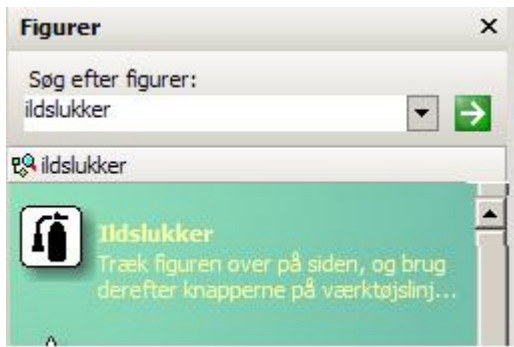 Figurer
Søg efter figurer:
ildslukker
ildslukker
Ildslukker
Træk figuren over på siden, og brug
derefter knapperne på værktøjslinj...